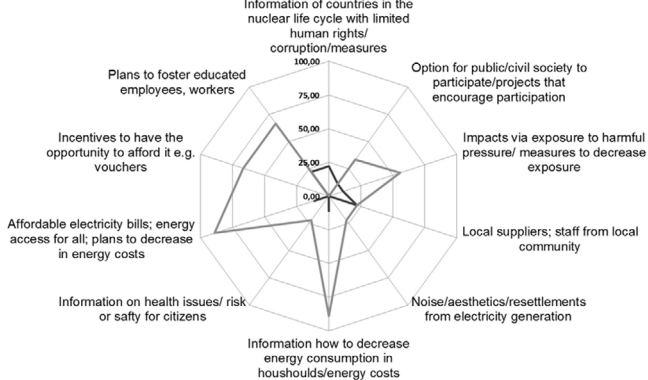 Information of countries in the
nuclear life cycle with limited
human rights/
corruption/measures
100,00
Option for public/civil society to
participate/projects that
encourage participation
Plans to foster educated
employees, workers
75,00
50,00
Incentives to have the
opportunity to afford it e.g.
vouchers
Impacts via exposure to harmful
pressure/ measures to decrease
exposure
25,00
0,00
Affordable electricity bills; energy
access for all; plans to decrease
in energy costs
Local suppliers; staff from local
community
Information on health issues/ risk
or safty for citizens
Noise/aesthetics/resettlements
from electricity generation
Information how to decrease
energy consumption in
houshoulds/energy costs